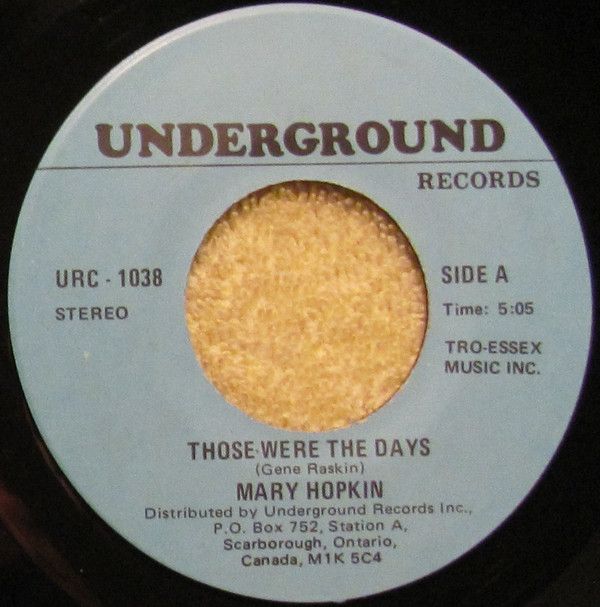 UNDERGROUND
RECORDS
URC - 1038
STEREO
SIDE A
Time: 5:05
TRO-ESSEX
MUSIC INC.
THOSE WERE THE DAYS
(Gene Raskin)
MARY HOPKIN
Distributed by Underground Records Inc.,
P.O. Box 752, Station A,
Scarborough, Ontario,
Canada, M1K 5C4